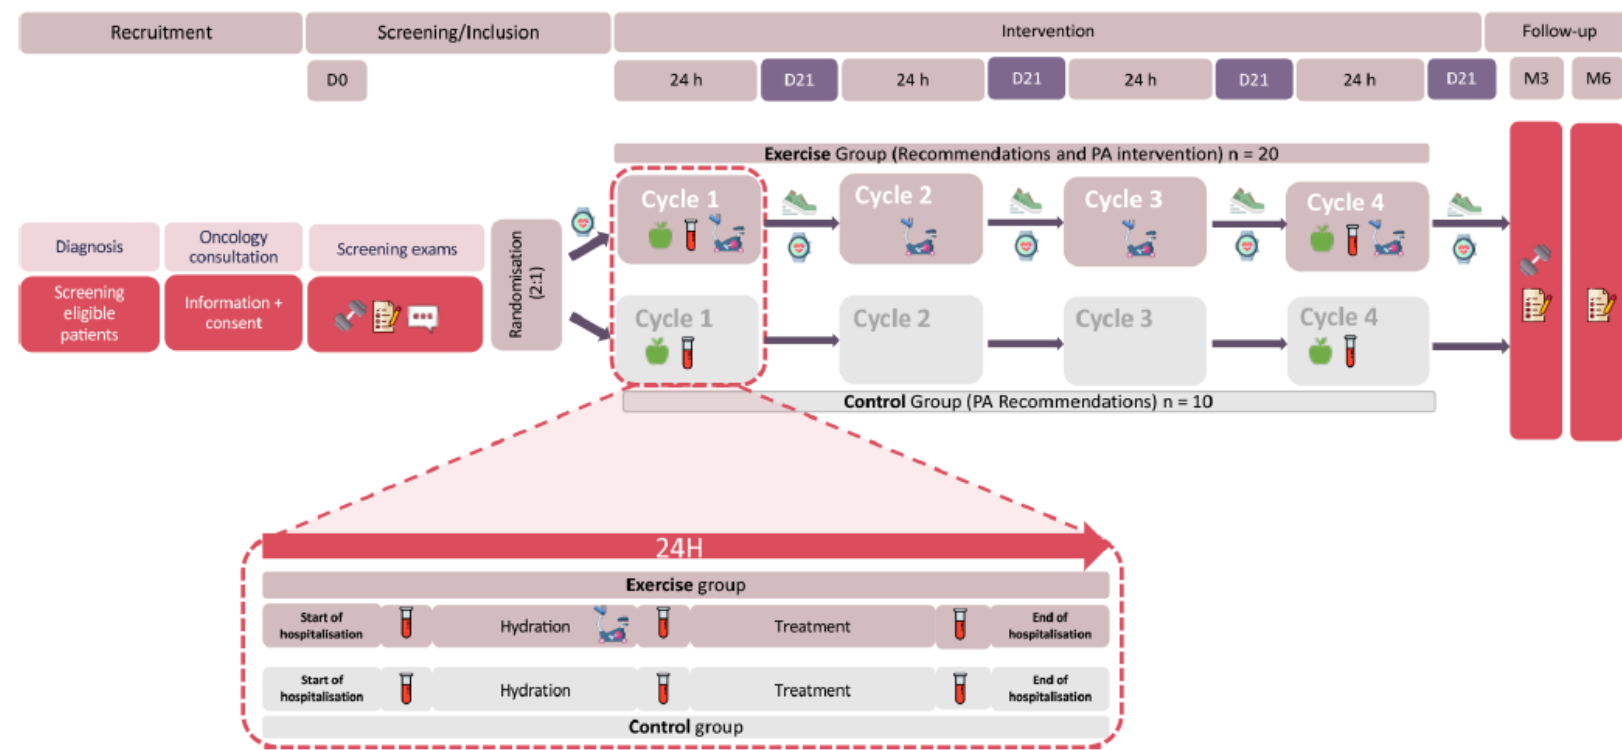 Recruitment
Screening/Inclusion
Intervention
Follow-up
D0
24 h
D21
24 h
D21
24 h
D21
24 h
D21
M3
M6
Exercise Group (Recommendations and PA intervention) n = 20
Cycle 1
Cycle 2
Cycle 3
Cycle 4
Diagnosis
Oncology
consultation
Screening exams
Randomisation
(2:1)
Screening
eligible
patients
Information +
consent
Cycle 1
Cycle 2
Cycle 3
Cycle 4
Control Group (PA Recommendations) n = 10
24H
Exercise group
Start of
hospitalisation
Hydration
Treatment
End of
hospitalisation
Start of
hospitalisation
Hydration
Treatment
End of
hospitalisation
Control group